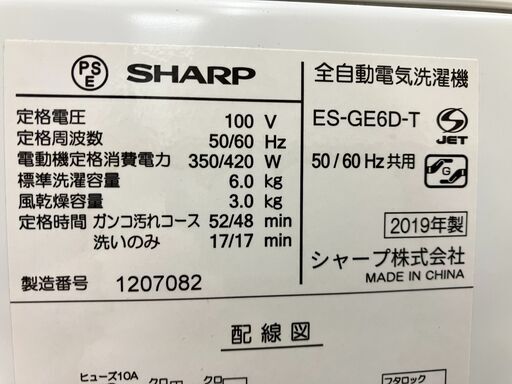 PSE SHARP
全自動電気洗濯機
定格電圧 100 V
ES-GE6D-T
JET
定格周波数 50/60 Hz
電動機定格消費電力 350/420 W
50/60 Hz共用
G
標準洗濯容量 6.0 kg
風乾燥容量 3.0 kg
定格時間 ガンコ汚れコース 52/48 min
洗いのみ 17/17 min
2019年製
シャープ株式会社
MADE IN CHINA
製造番号 1207082
配線図
ヒューズ10A
フタロック